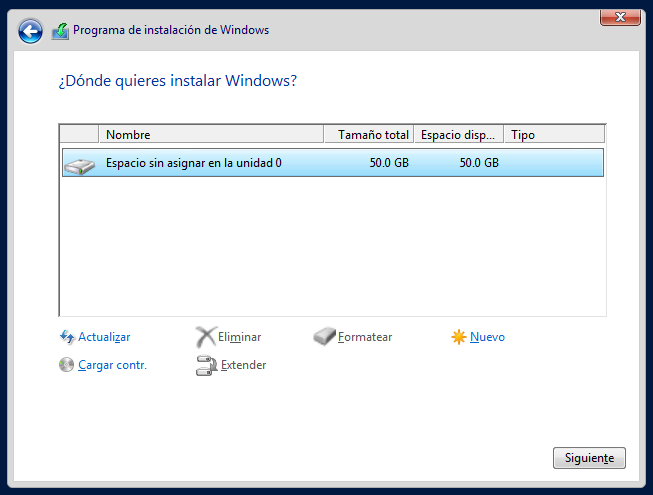 Programa de instalación de Windows
¿Dónde quieres instalar Windows?
Nombre Tamaño total Espacio disp... Tipo
Espacio sin asignar en la unidad 0 50.0 GB 50.0 GB
Actualizar Eliminar Formatear Nuevo
Cargar contr. Extender
Siguiente